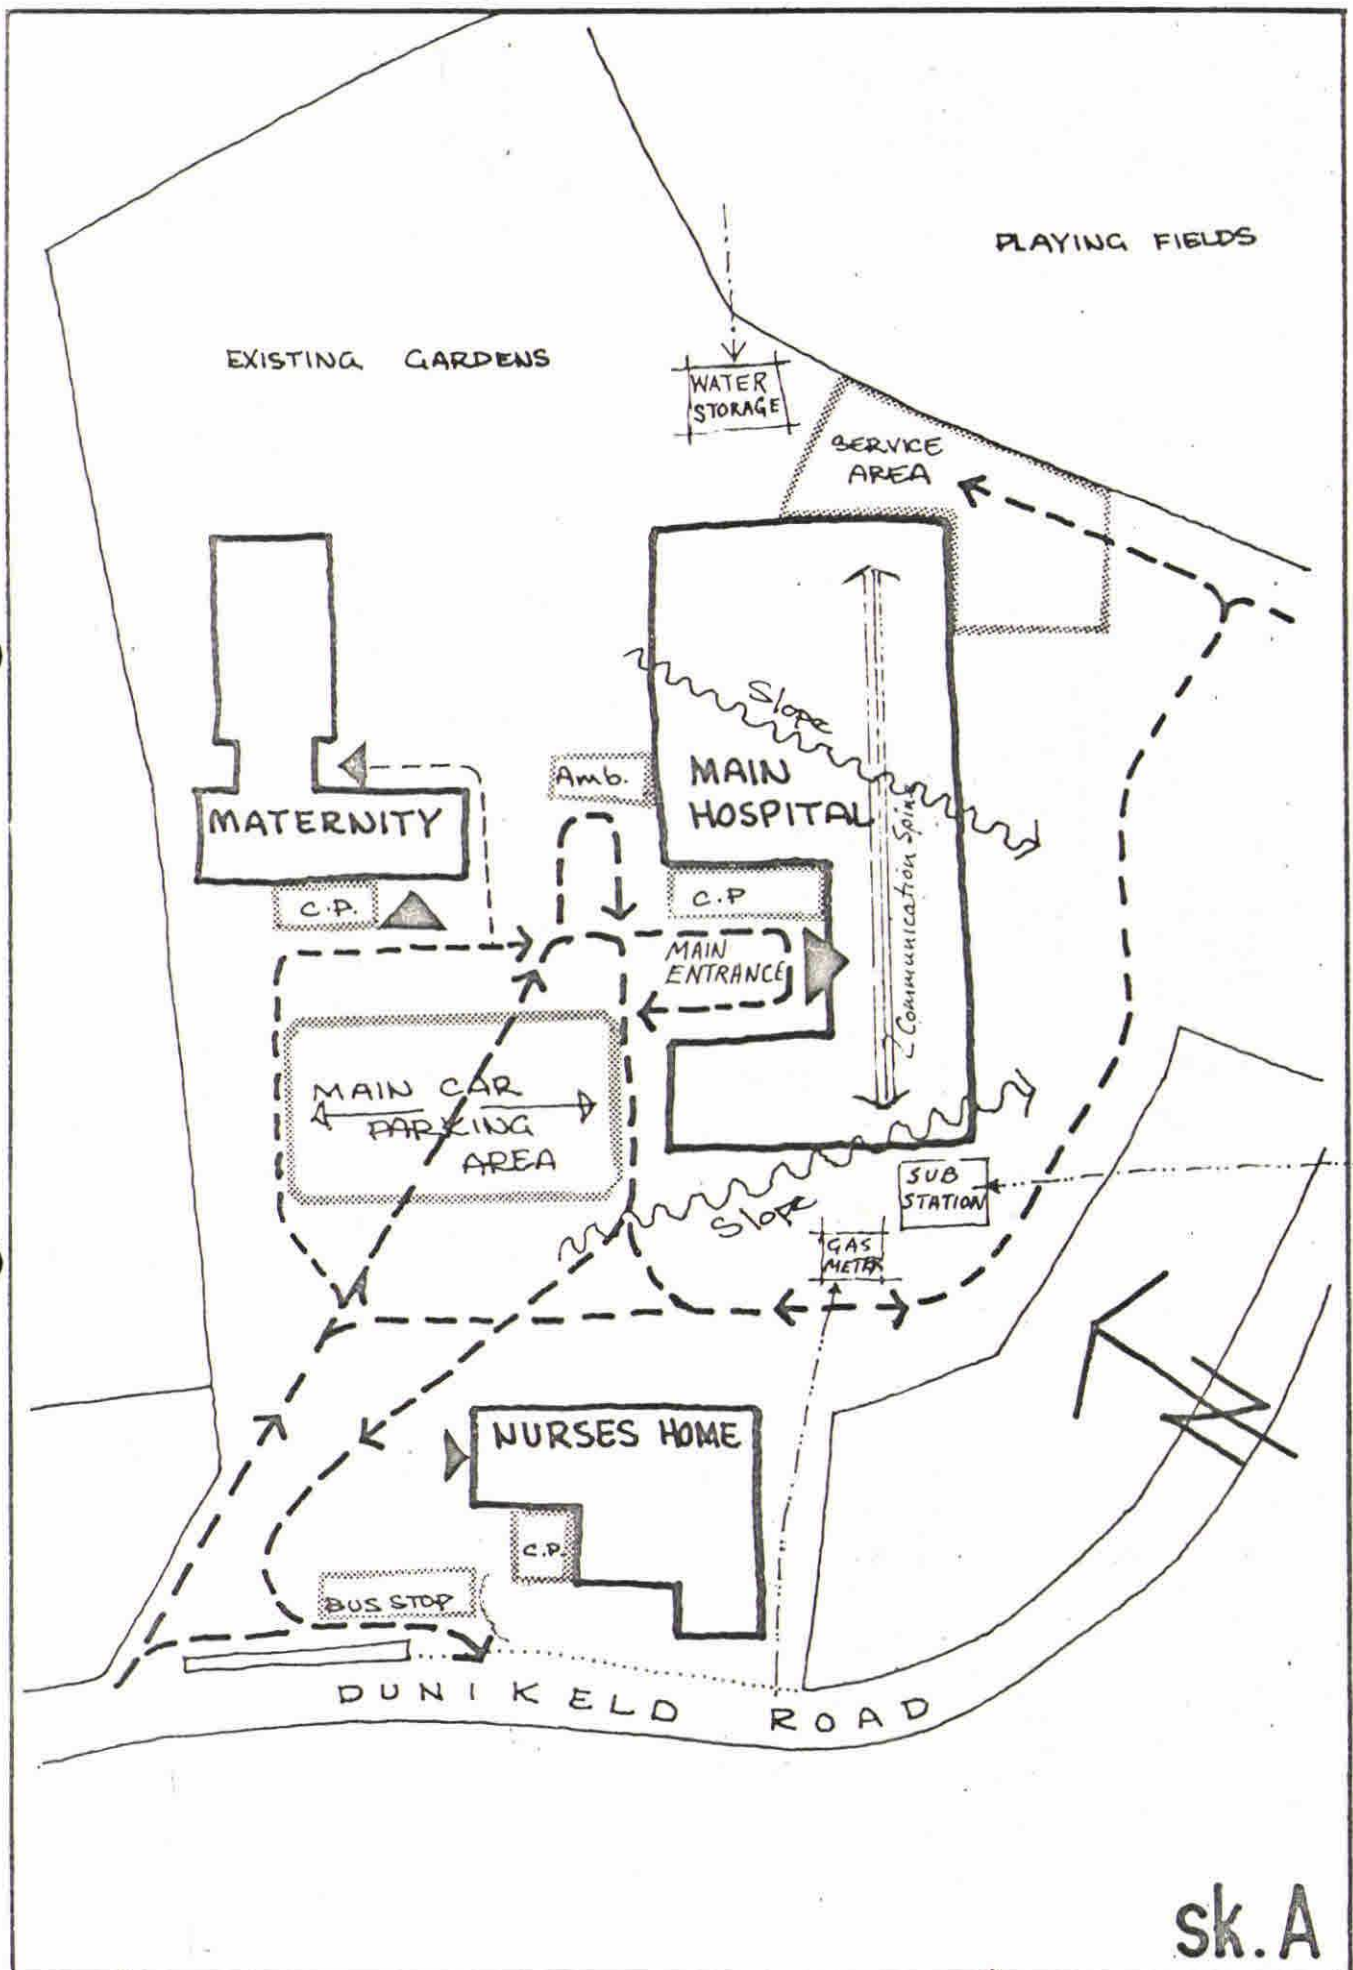 PLAYING FIELDS
EXISTING GARDENS
WATER
STORAGE
SERVICE
AREA
Slope
Amb.
MAIN
HOSPITAL
MATERNITY
Communication Spine
C.P.
C.P
MAIN
ENTRANCE
MAIN CAR
PARKING
AREA
SUB
STATION
Slope
GAS
METER
NURSES HOME
C.P.
BUS STOP
N
DUNIKELD ROAD
sk. A